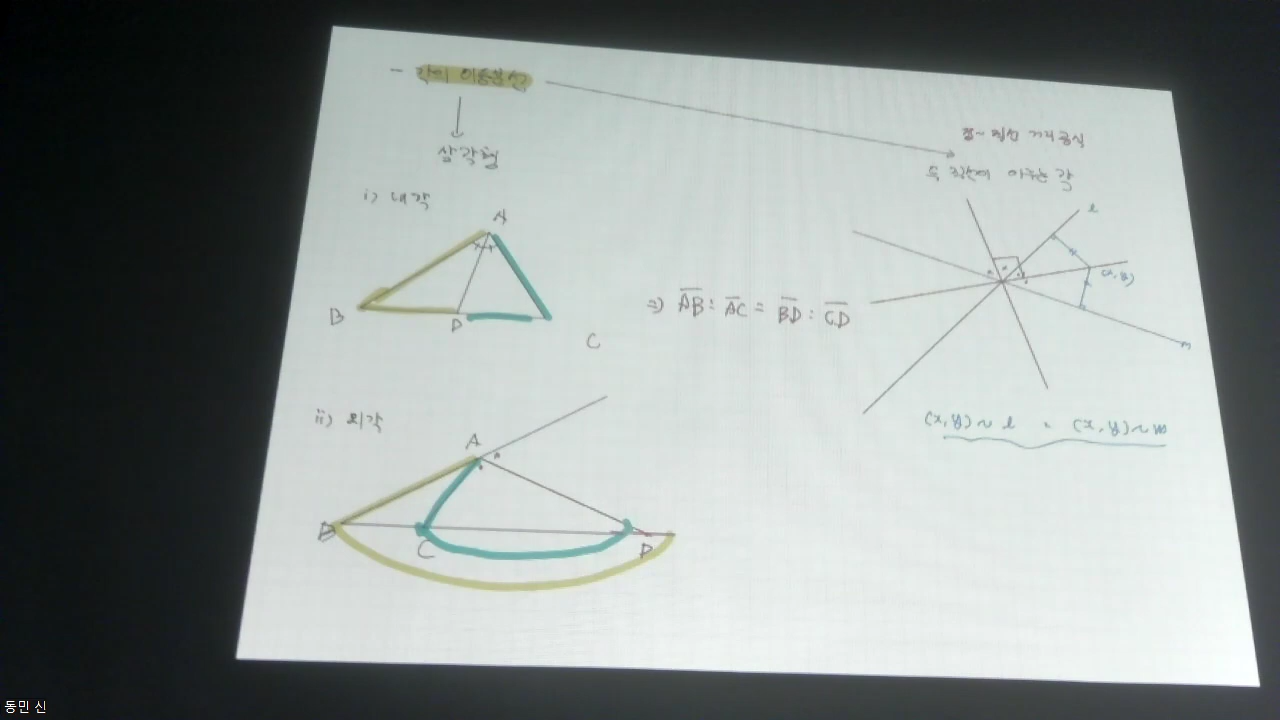 - 각의 이등분선
삼각형
점~직선 거리공식
두 직선이 이루는 각
i) 내각
A
B
D
C
⇒) AB : AC = BD : CD
l
(x, y)
m
(x, y) ~ l = (x, y) ~ m
ii) 외각
A
B
C
D
동민 신